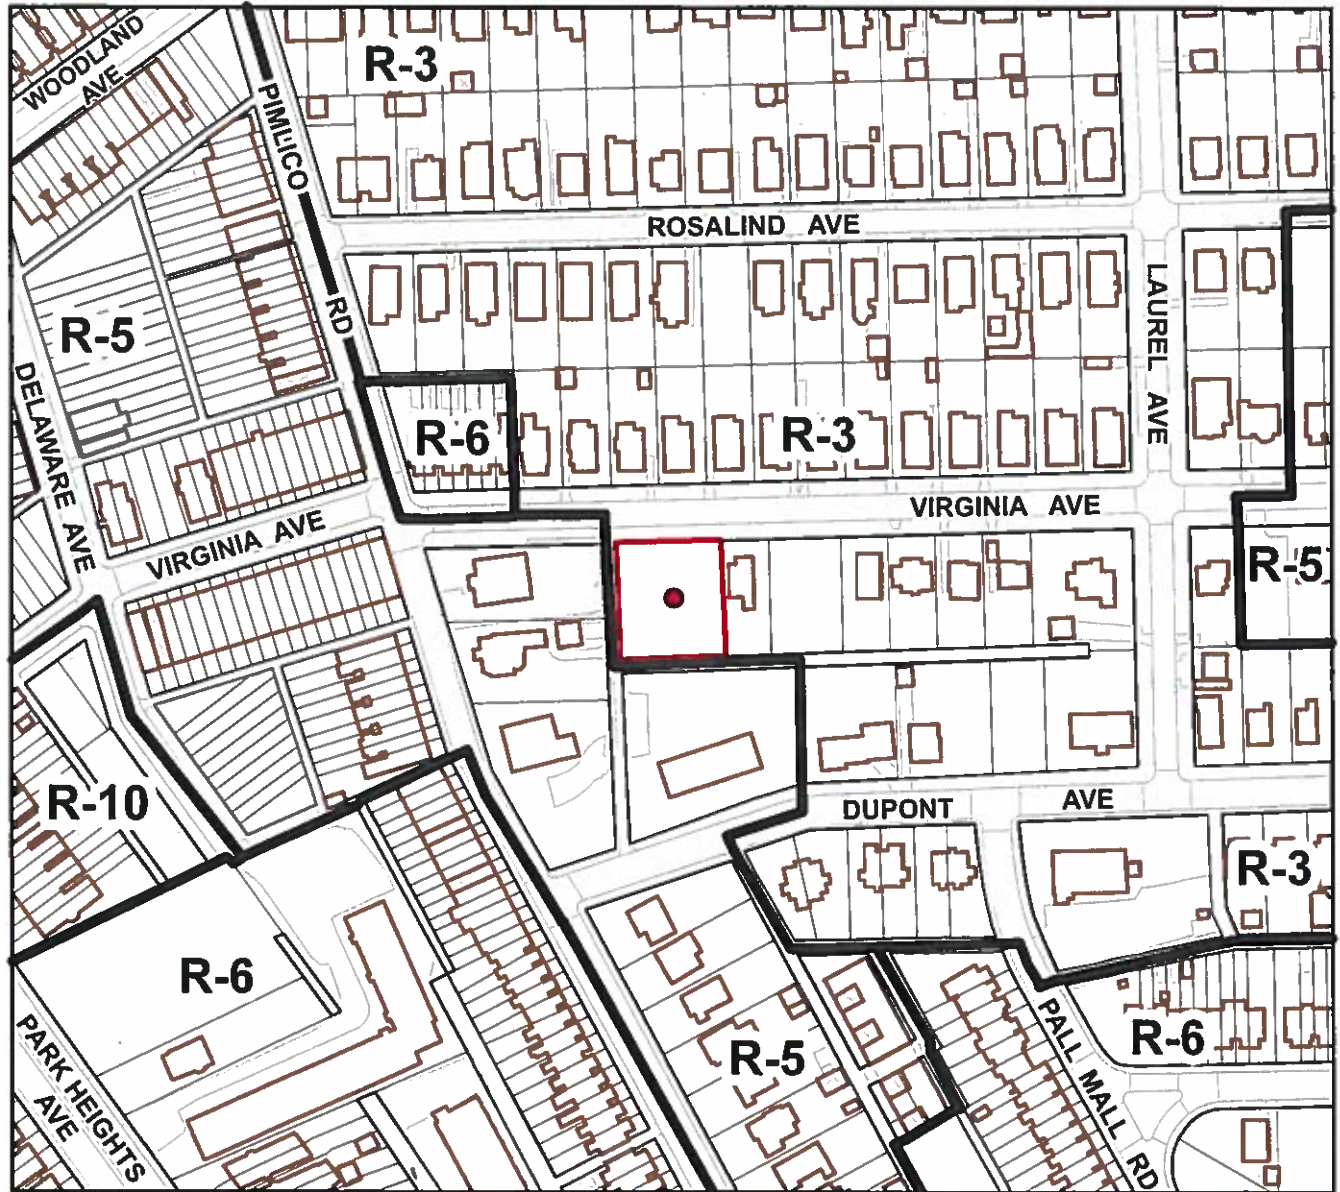 R-3
WOODLAND
AVE
PIMLICO
RD
ROSALIND AVE
LAUREL AVE
R-5
DELAWARE AVE
R-6
R-3
VIRGINIA AVE
VIRGINIA AVE
R-5
R-10
DUPONT
AVE
R-3
R-6
R-5
R-6
PARK HEIGHTS
AVE
PALL MALL
RD